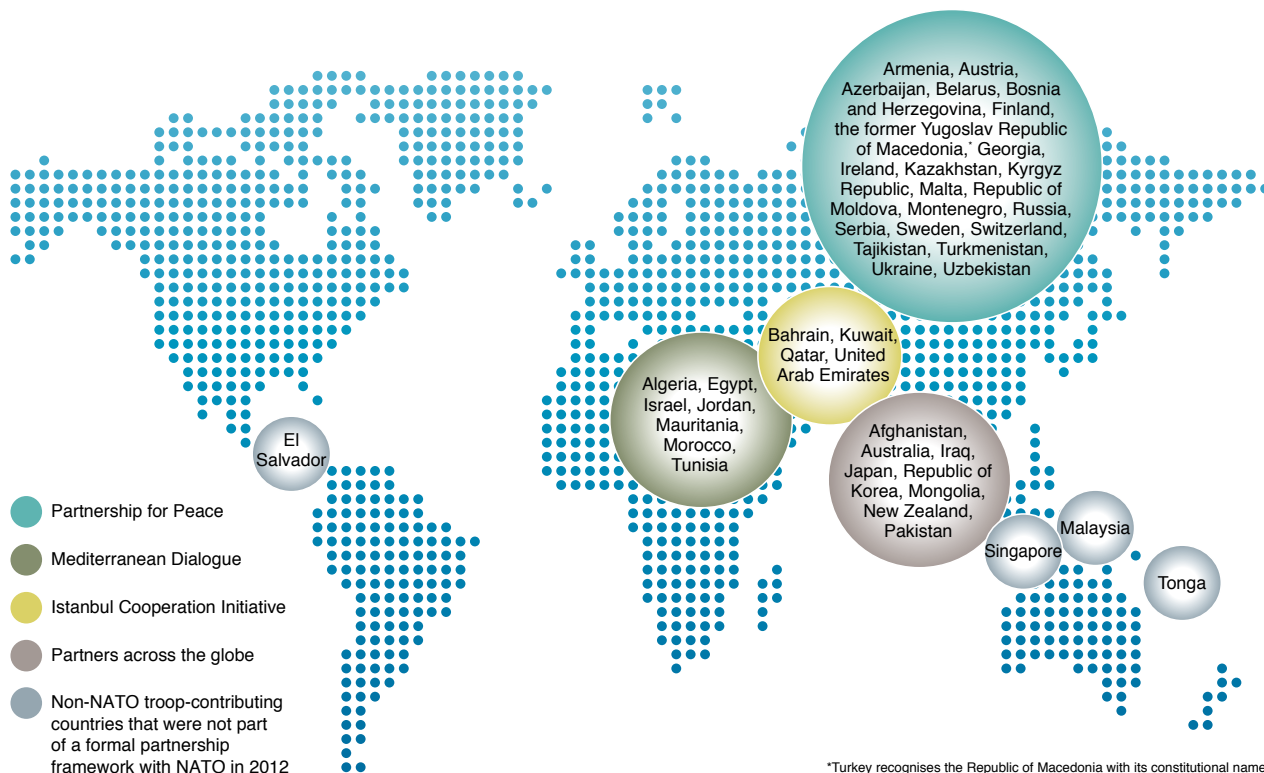 Armenia, Austria,
Azerbaijan, Belarus, Bosnia
and Herzegovina, Finland,
the former Yugoslav Republic
of Macedonia,* Georgia,
Ireland, Kazakhstan, Kyrgyz
Republic, Malta, Republic of
Moldova, Montenegro, Russia,
Serbia, Sweden, Switzerland,
Tajikistan, Turkmenistan,
Ukraine, Uzbekistan
Bahrain, Kuwait,
Qatar, United
Arab Emirates
Algeria, Egypt,
Israel, Jordan,
Mauritania,
Morocco,
Tunisia
Afghanistan,
Australia, Iraq,
Japan, Republic of
Korea, Mongolia,
New Zealand,
Pakistan
El
Salvador
Singapore
Malaysia
Tonga
Partnership for Peace
Mediterranean Dialogue
Istanbul Cooperation Initiative
Partners across the globe
Non-NATO troop-contributing
countries that were not part
of a formal partnership
framework with NATO in 2012
*Turkey recognises the Republic of Macedonia with its constitutional name